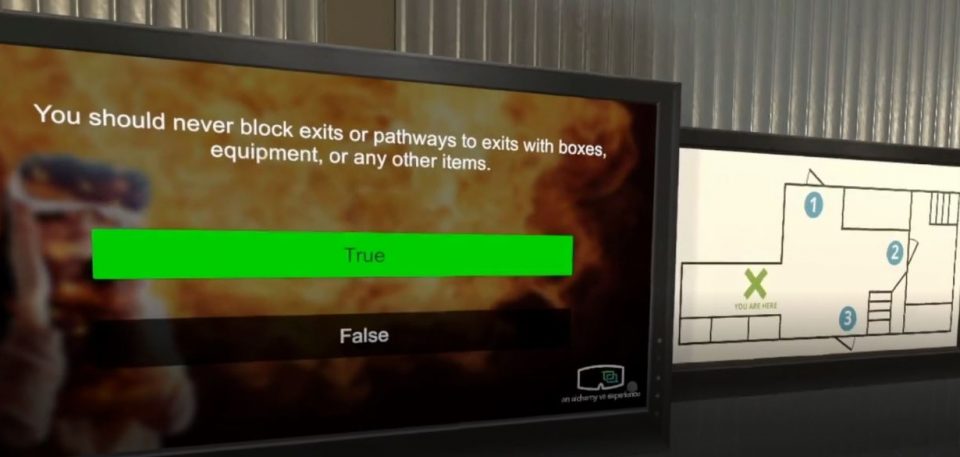 You should never block exits or pathways to exits with boxes,
equipment, or any other items.
True
False
an alchemy vr experience
1
2
3
YOU ARE HERE